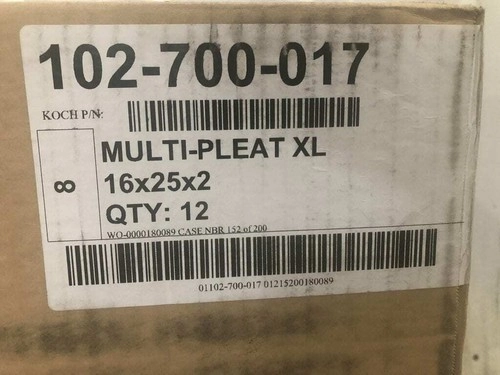 102-700-017
KOCH P/N:
MULTI-PLEAT XL
8
16x25x2
QTY: 12
WO-0000180089 CASE NBR 152 of 200
01102-700-017 01215200180089